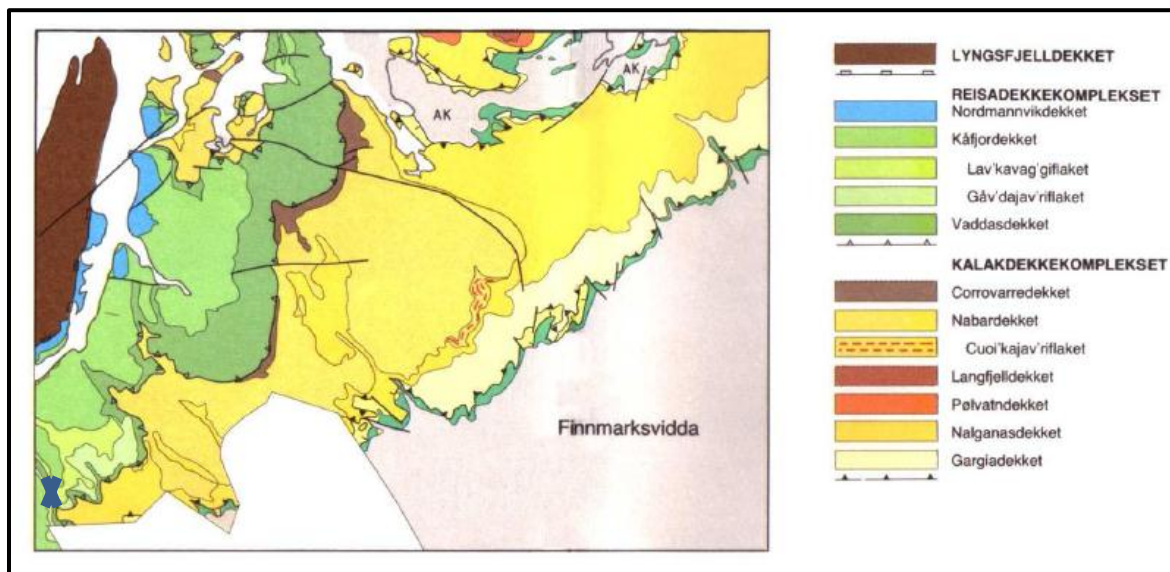 AK
AK
Finnmarksvidda
LYNGSFJELLDEKKET
REISADEKKEKOMPLEKSET
Nordmannvikdekket
Kåfjordekket
Lav'kavag'giflaket
Gåv'dajav'riflaket
Vaddasdekket
KALAKDEKKEKOMPLEKSET
Corrovarredekket
Nabardekket
Cuoi'kajav'riflaket
Langfjelldekket
Pølvatndekket
Nalganasdekket
Gargiadekket